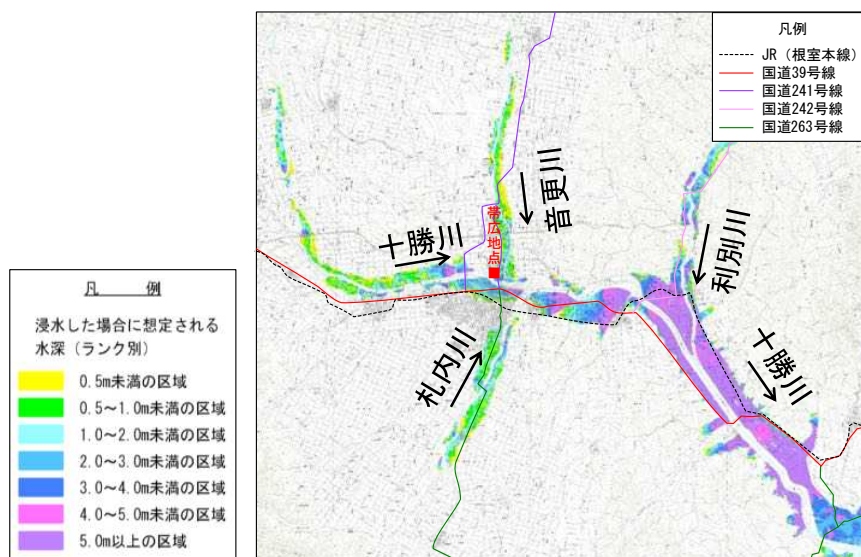 凡例
JR（根室本線）
国道39号線
国道241号線
国道242号線
国道263号線
音更川
帯広地点
十勝川
利別川
札内川
十勝川
凡　例
浸水した場合に想定される
水深（ランク別）
0.5m未満の区域
0.5～1.0m未満の区域
1.0～2.0m未満の区域
2.0～3.0m未満の区域
3.0～4.0m未満の区域
4.0～5.0m未満の区域
5.0m以上の区域